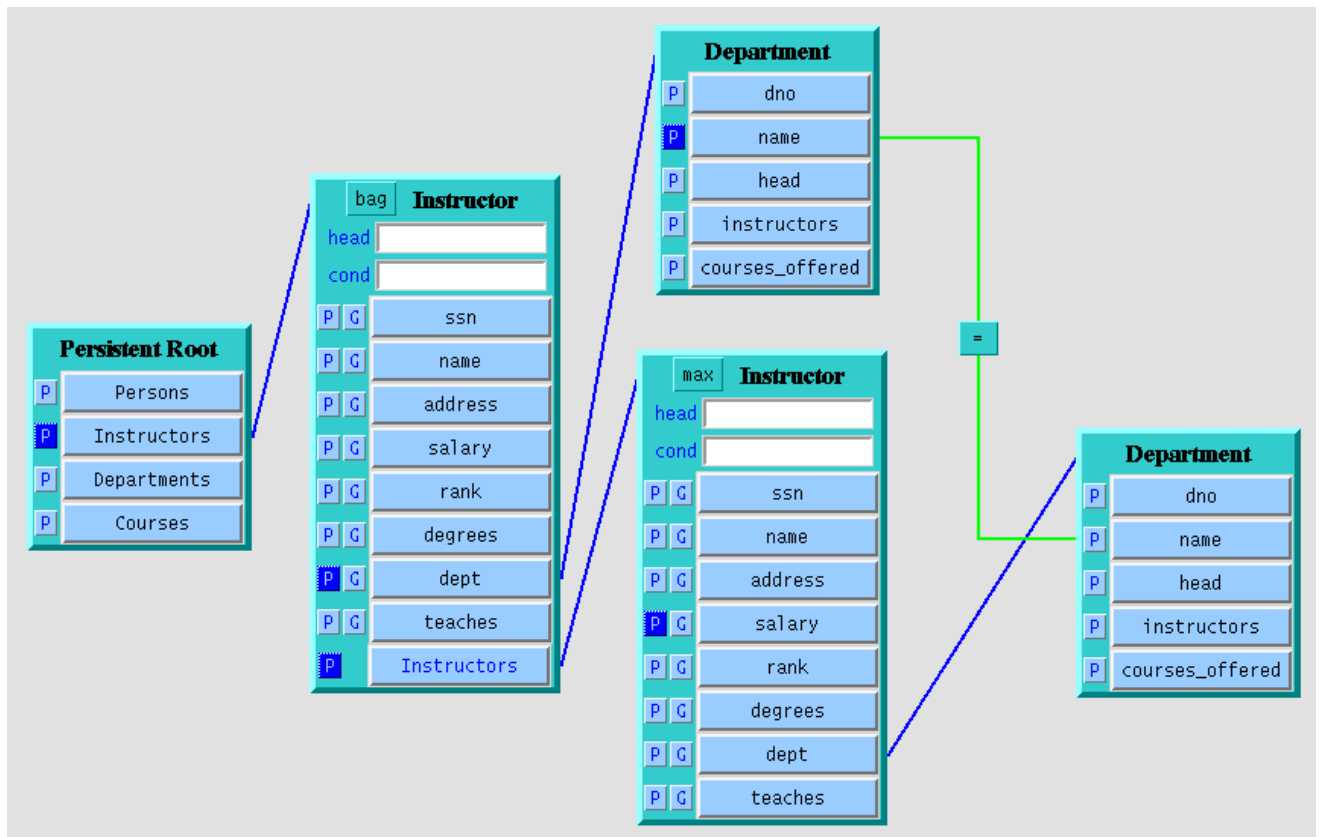 Persistent Root
P Persons
P Instructors
P Departments
P Courses
bag Instructor
head
cond
P G ssn
P G name
P G address
P G salary
P G rank
P G degrees
P G dept
P G teaches
P Instructors
Department
P dno
P name
P head
P instructors
P courses_offered
=
max Instructor
head
cond
P G ssn
P G name
P G address
P G salary
P G rank
P G degrees
P G dept
P G teaches
Department
P dno
P name
P head
P instructors
P courses_offered